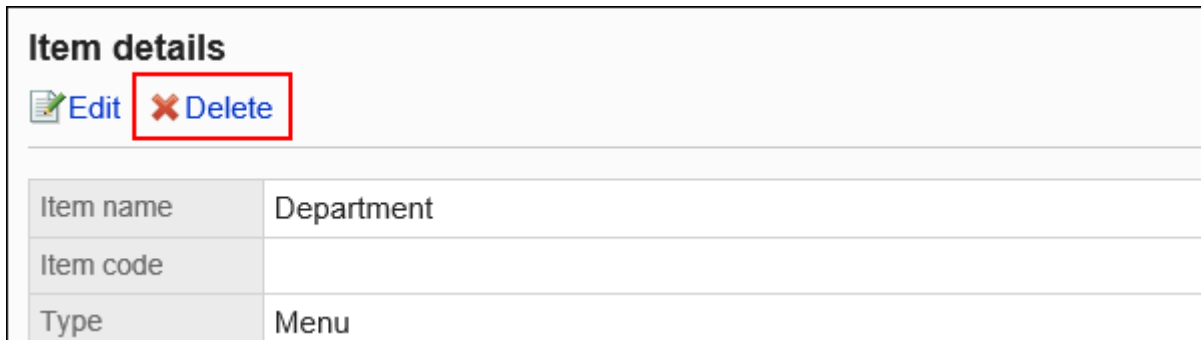 Item details
Edit Delete
Item name Department
Item code
Type Menu